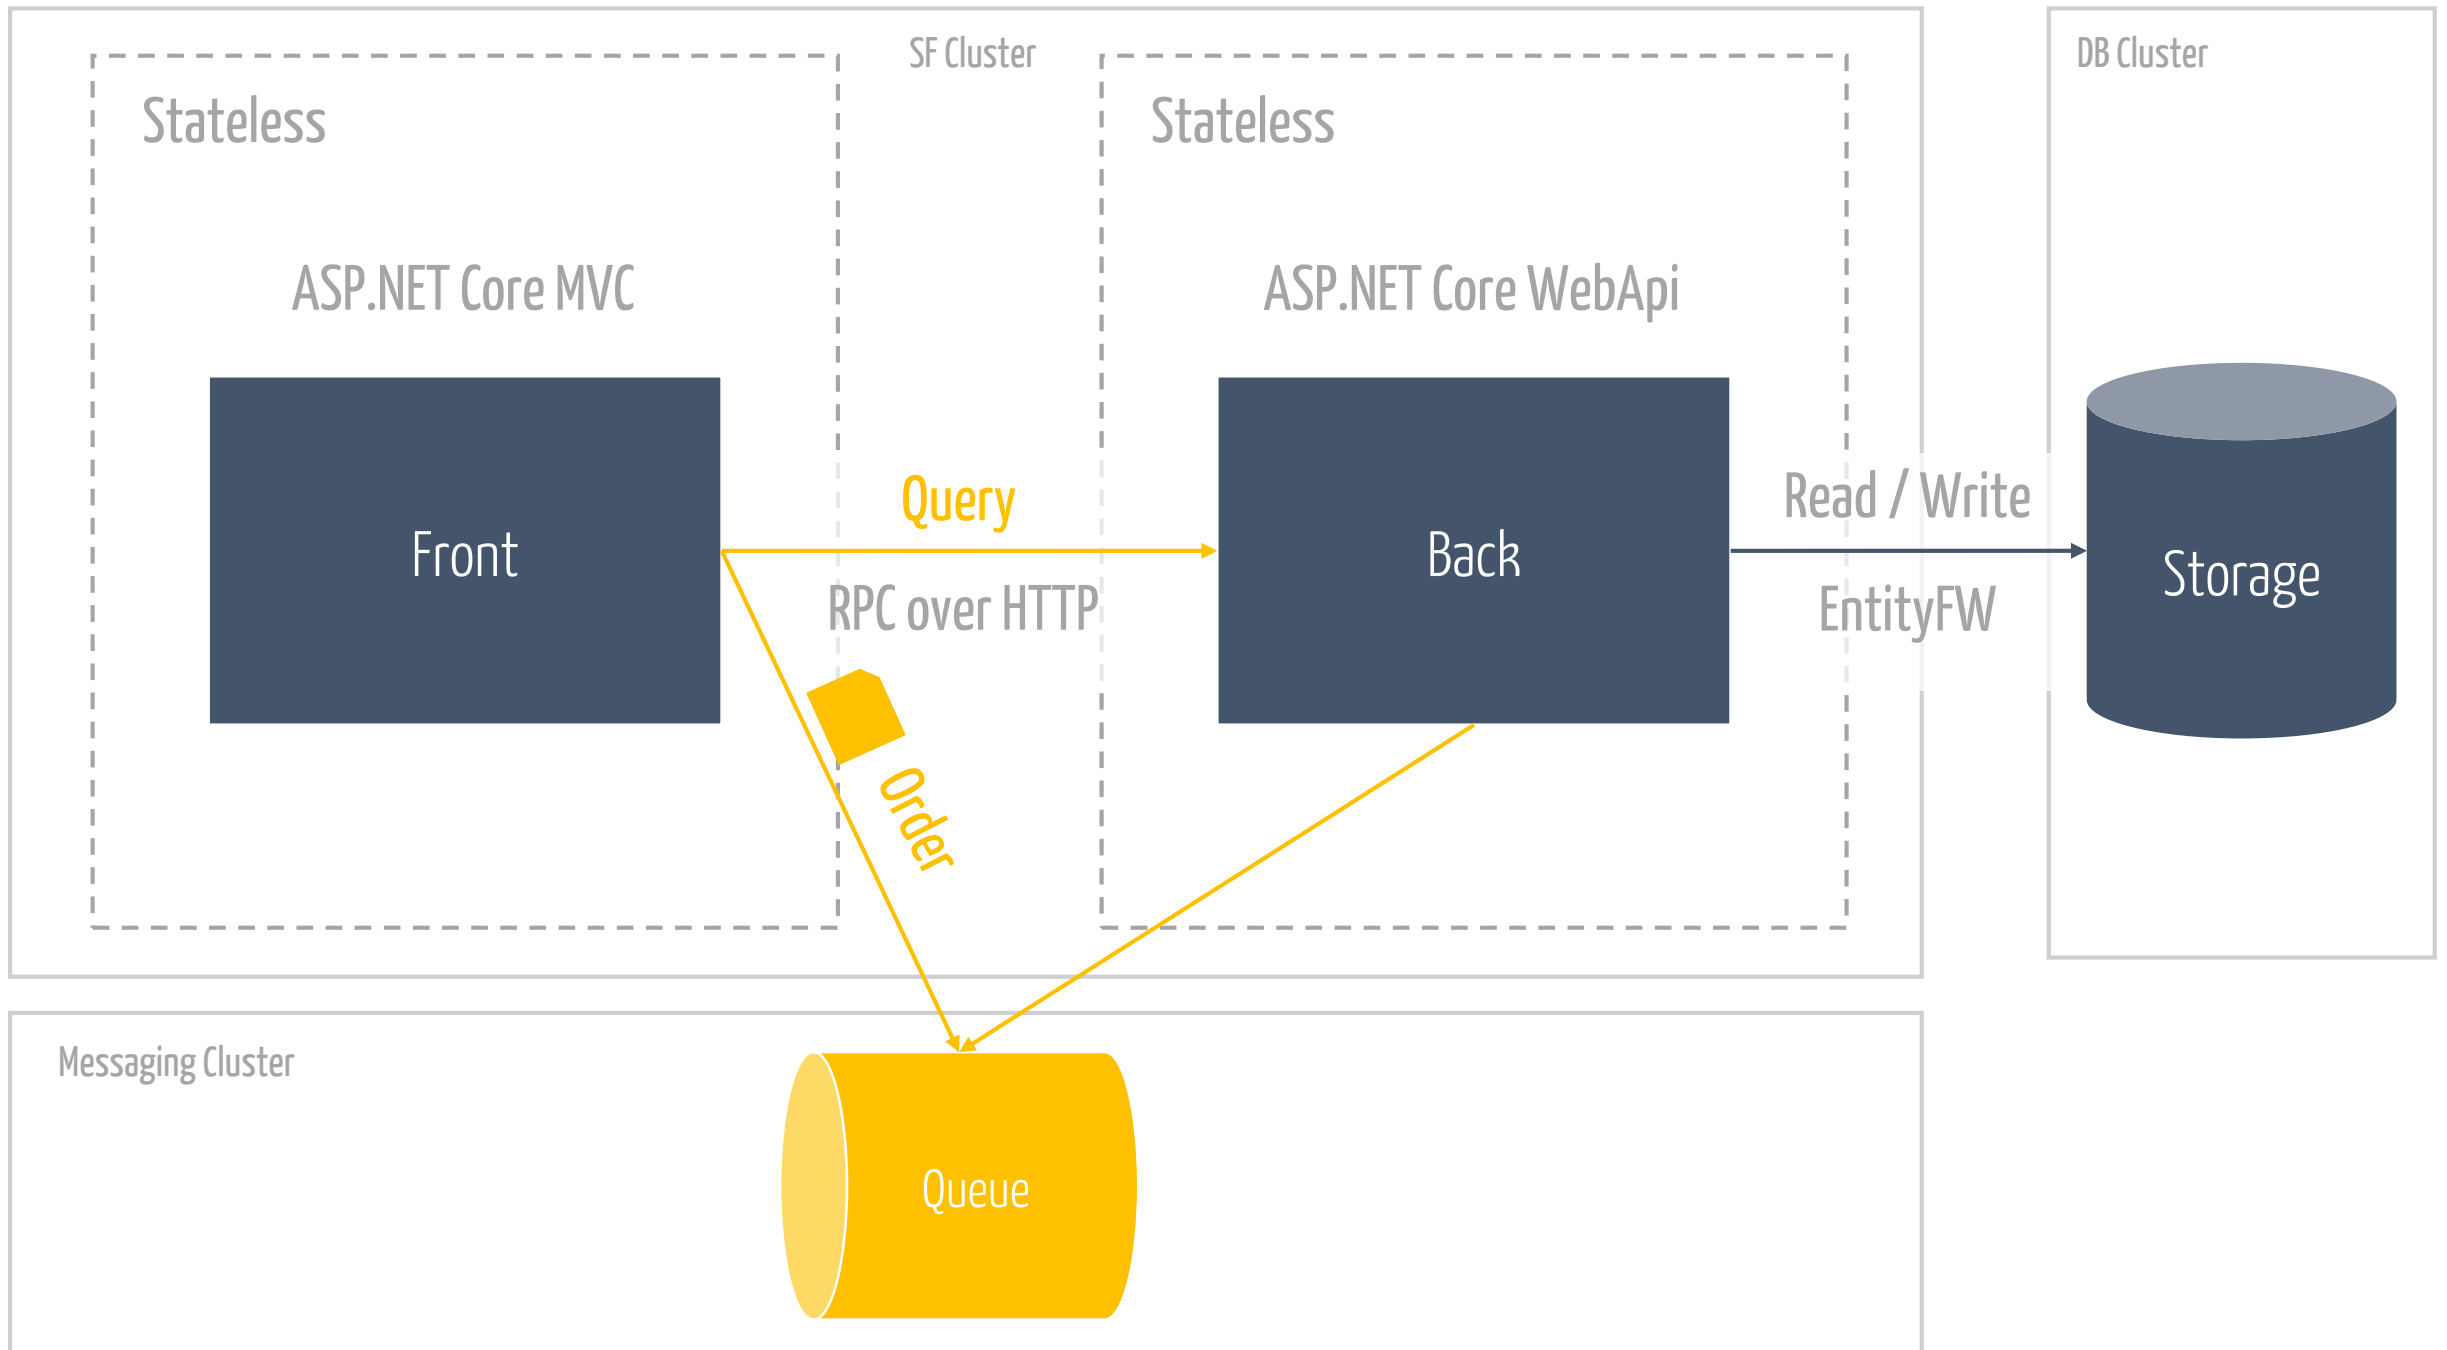 SF Cluster
DB Cluster
Stateless
Stateless
ASP.NET Core MVC
ASP.NET Core WebApi
Query
Read / Write
Front
Back
Storage
RPC over HTTP
EntityFW
Order
Messaging Cluster
Queue